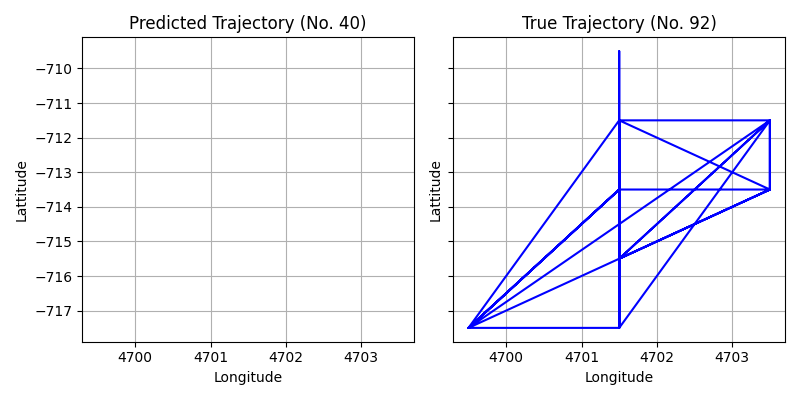 Predicted Trajectory (No. 40)
True Trajectory (No. 92)
Lattitude
−710
−711
−712
−713
−714
−715
−716
−717
4700
4701
4702
4703
Longitude
Lattitude
4700
4701
4702
4703
Longitude